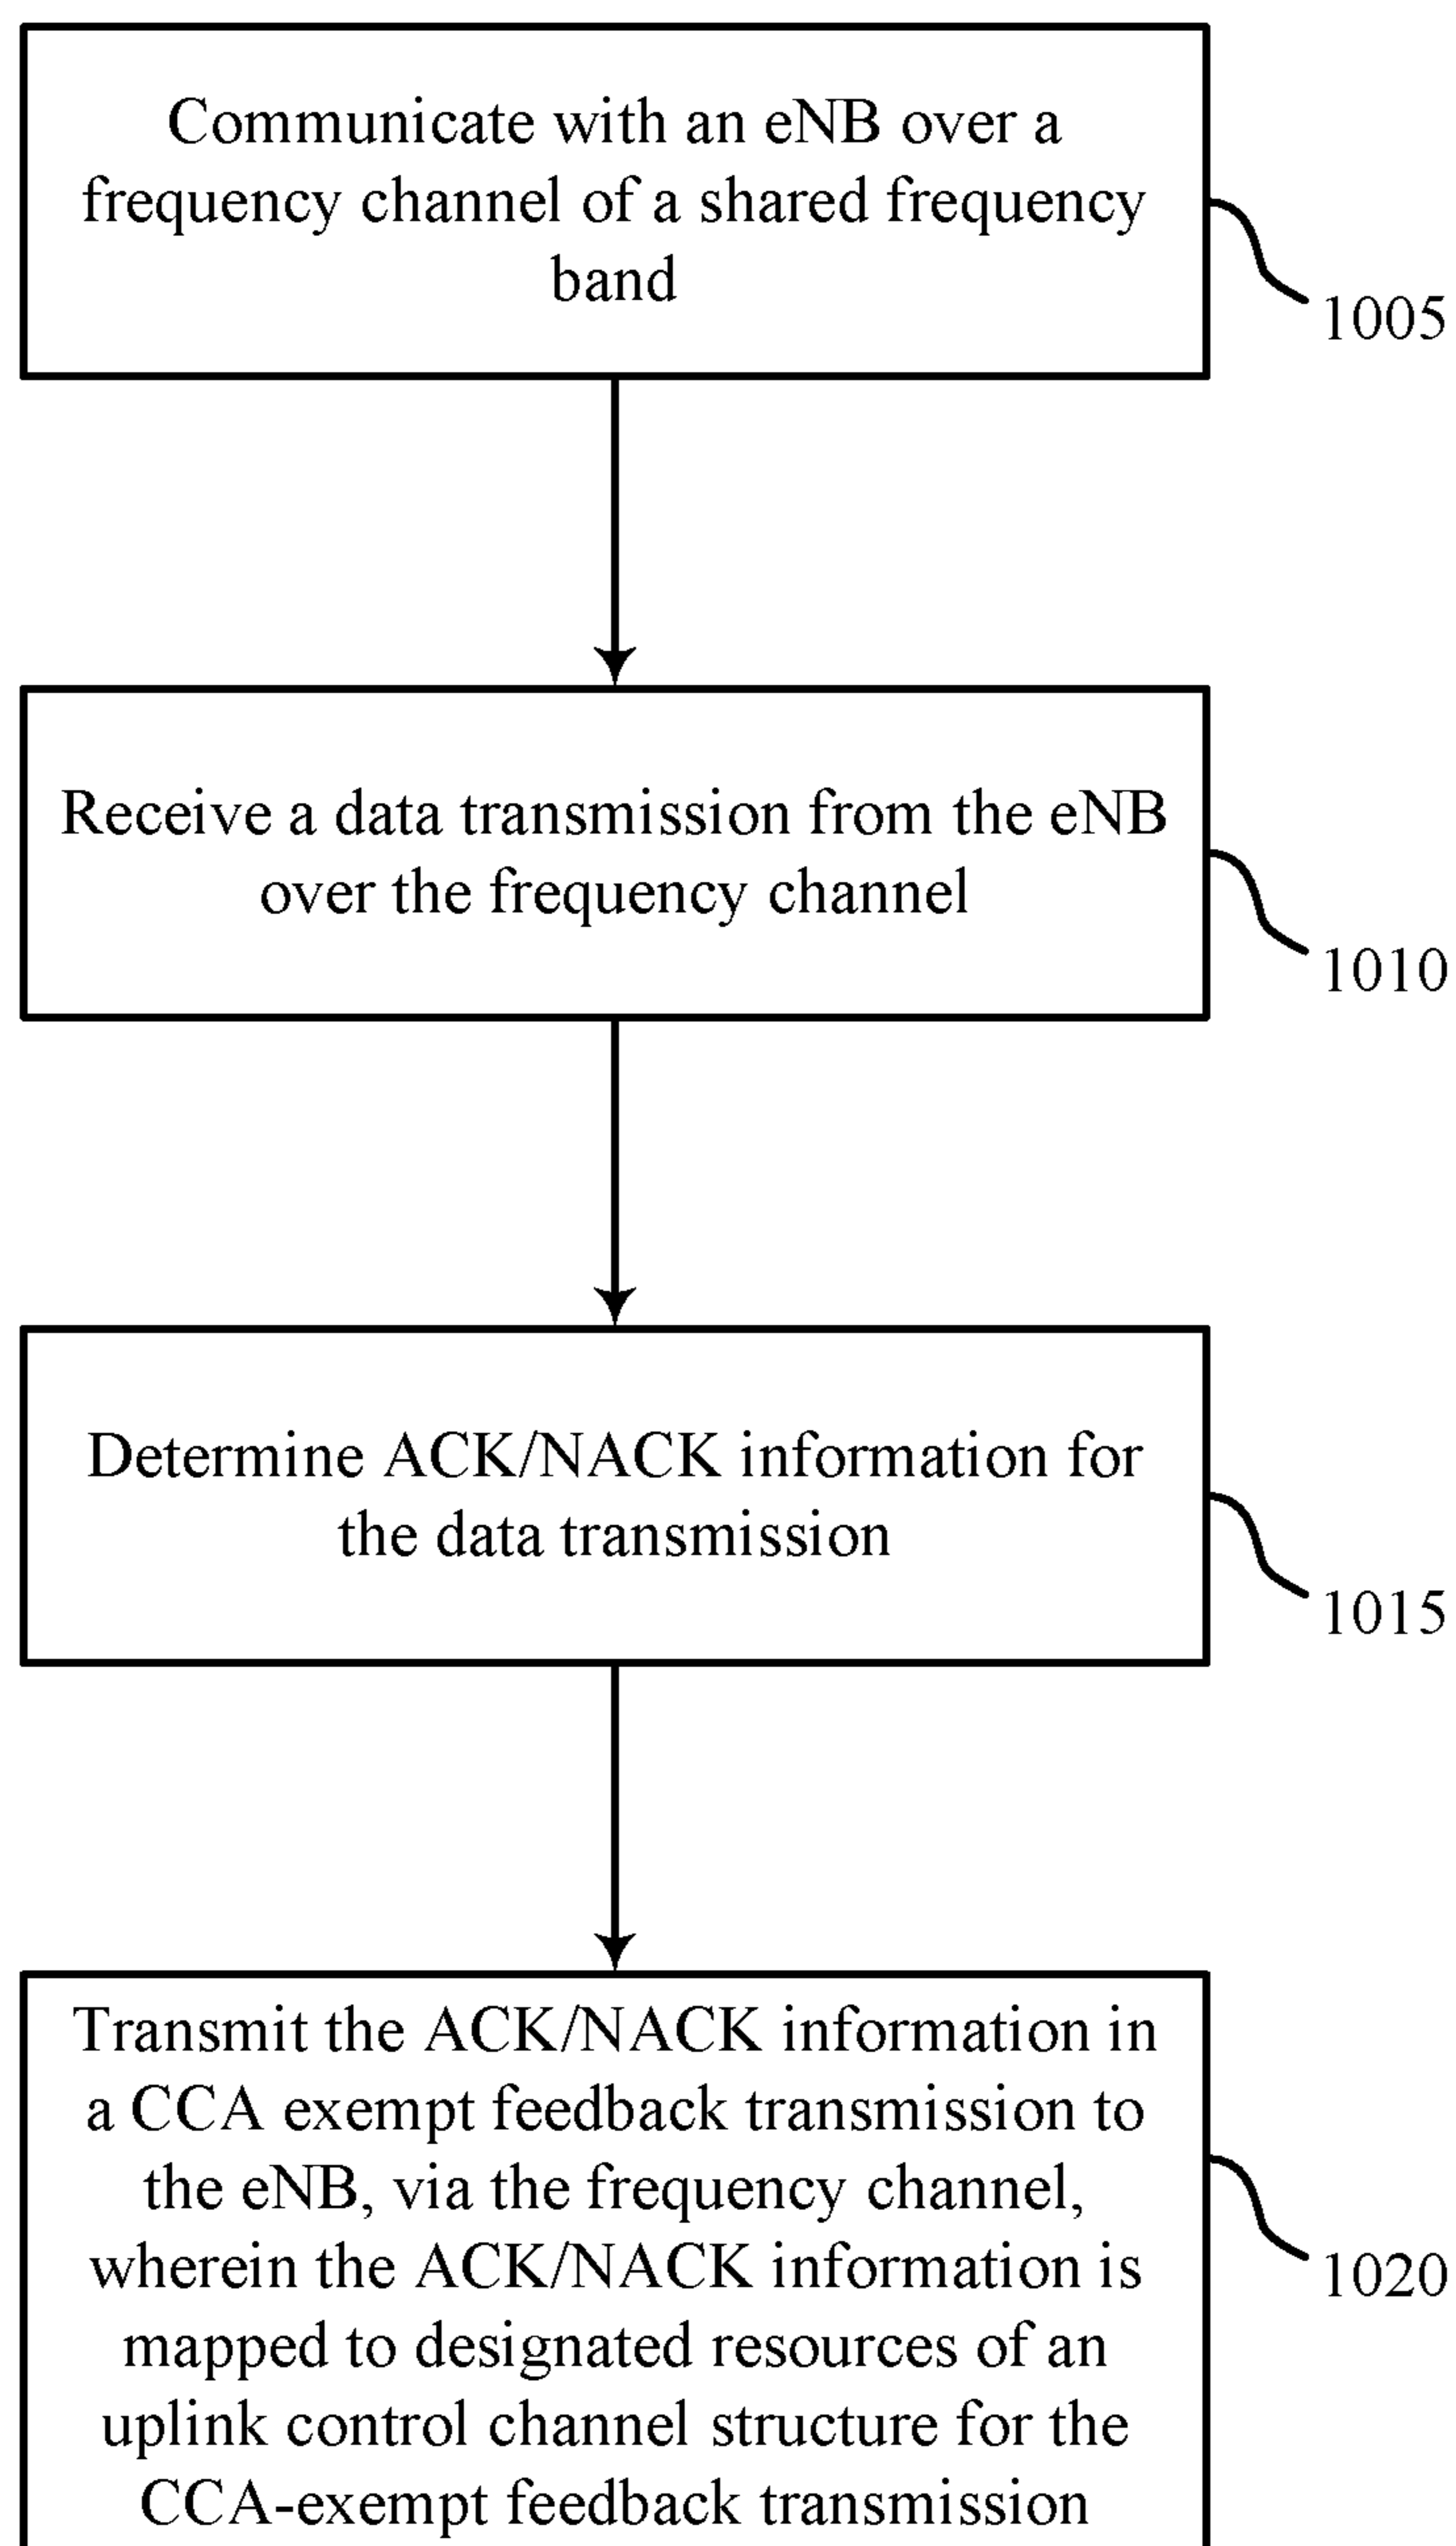 Communicate with an eNB over a
frequency channel of a shared frequency
band
1005
Receive a data transmission from the eNB
over the frequency channel
1010
Determine ACK/NACK information for
the data transmission
1015
Transmit the ACK/NACK information in
a CCA exempt feedback transmission to
the eNB, via the frequency channel,
wherein the ACK/NACK information is
mapped to designated resources of an
uplink control channel structure for the
CCA-exempt feedback transmission
1020